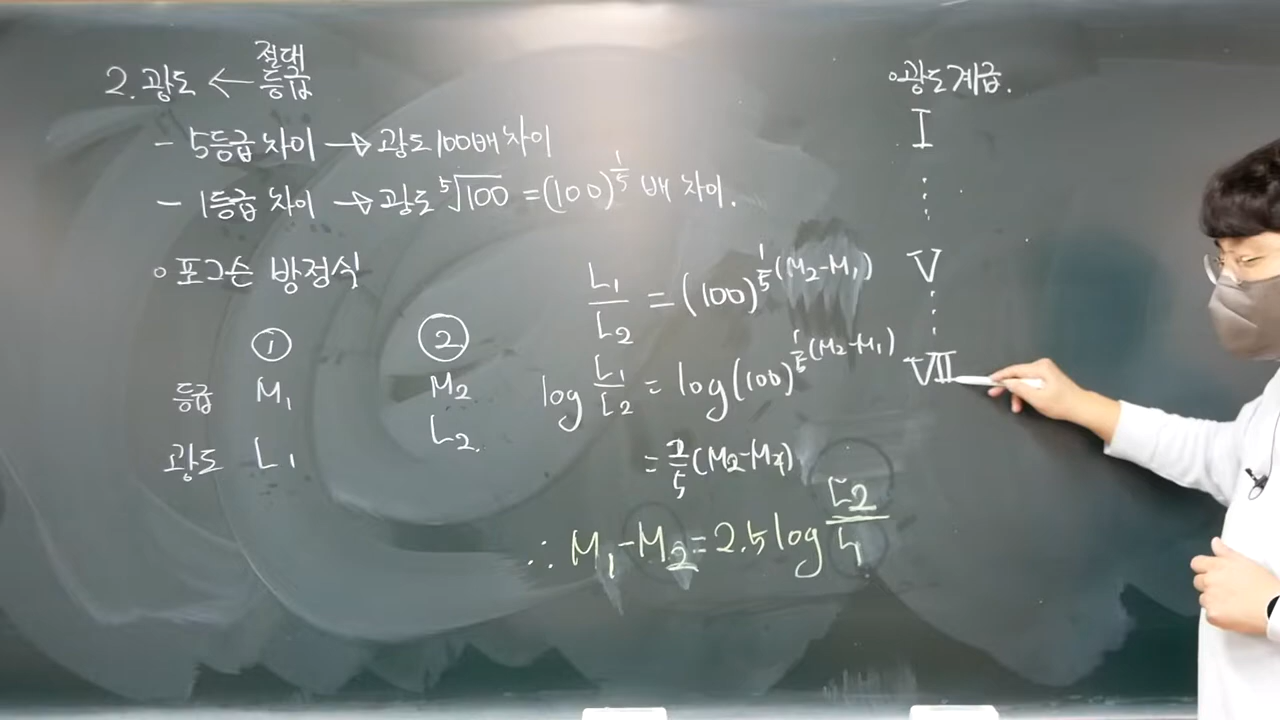 2. 광도 ← 절대등급
- 5등급 차이 → 광도 100배 차이
- 1등급 차이 → 광도 ⁵√100 = (100)^(1/5) 배 차이.
◦ 포그슨 방정식
① ②
등급 M₁ M₂
광도 L₁ L₂.
L₁/L₂ = (100)^(1/5(M₂-M₁))
log L₁/L₂ = log(100)^(1/5(M₂-M₁))
= 2/5(M₂-M₁)
∴ M₁-M₂ = 2.5 log L₂/L₁
◦광도계급.
I
⋮
V
⋮
VII